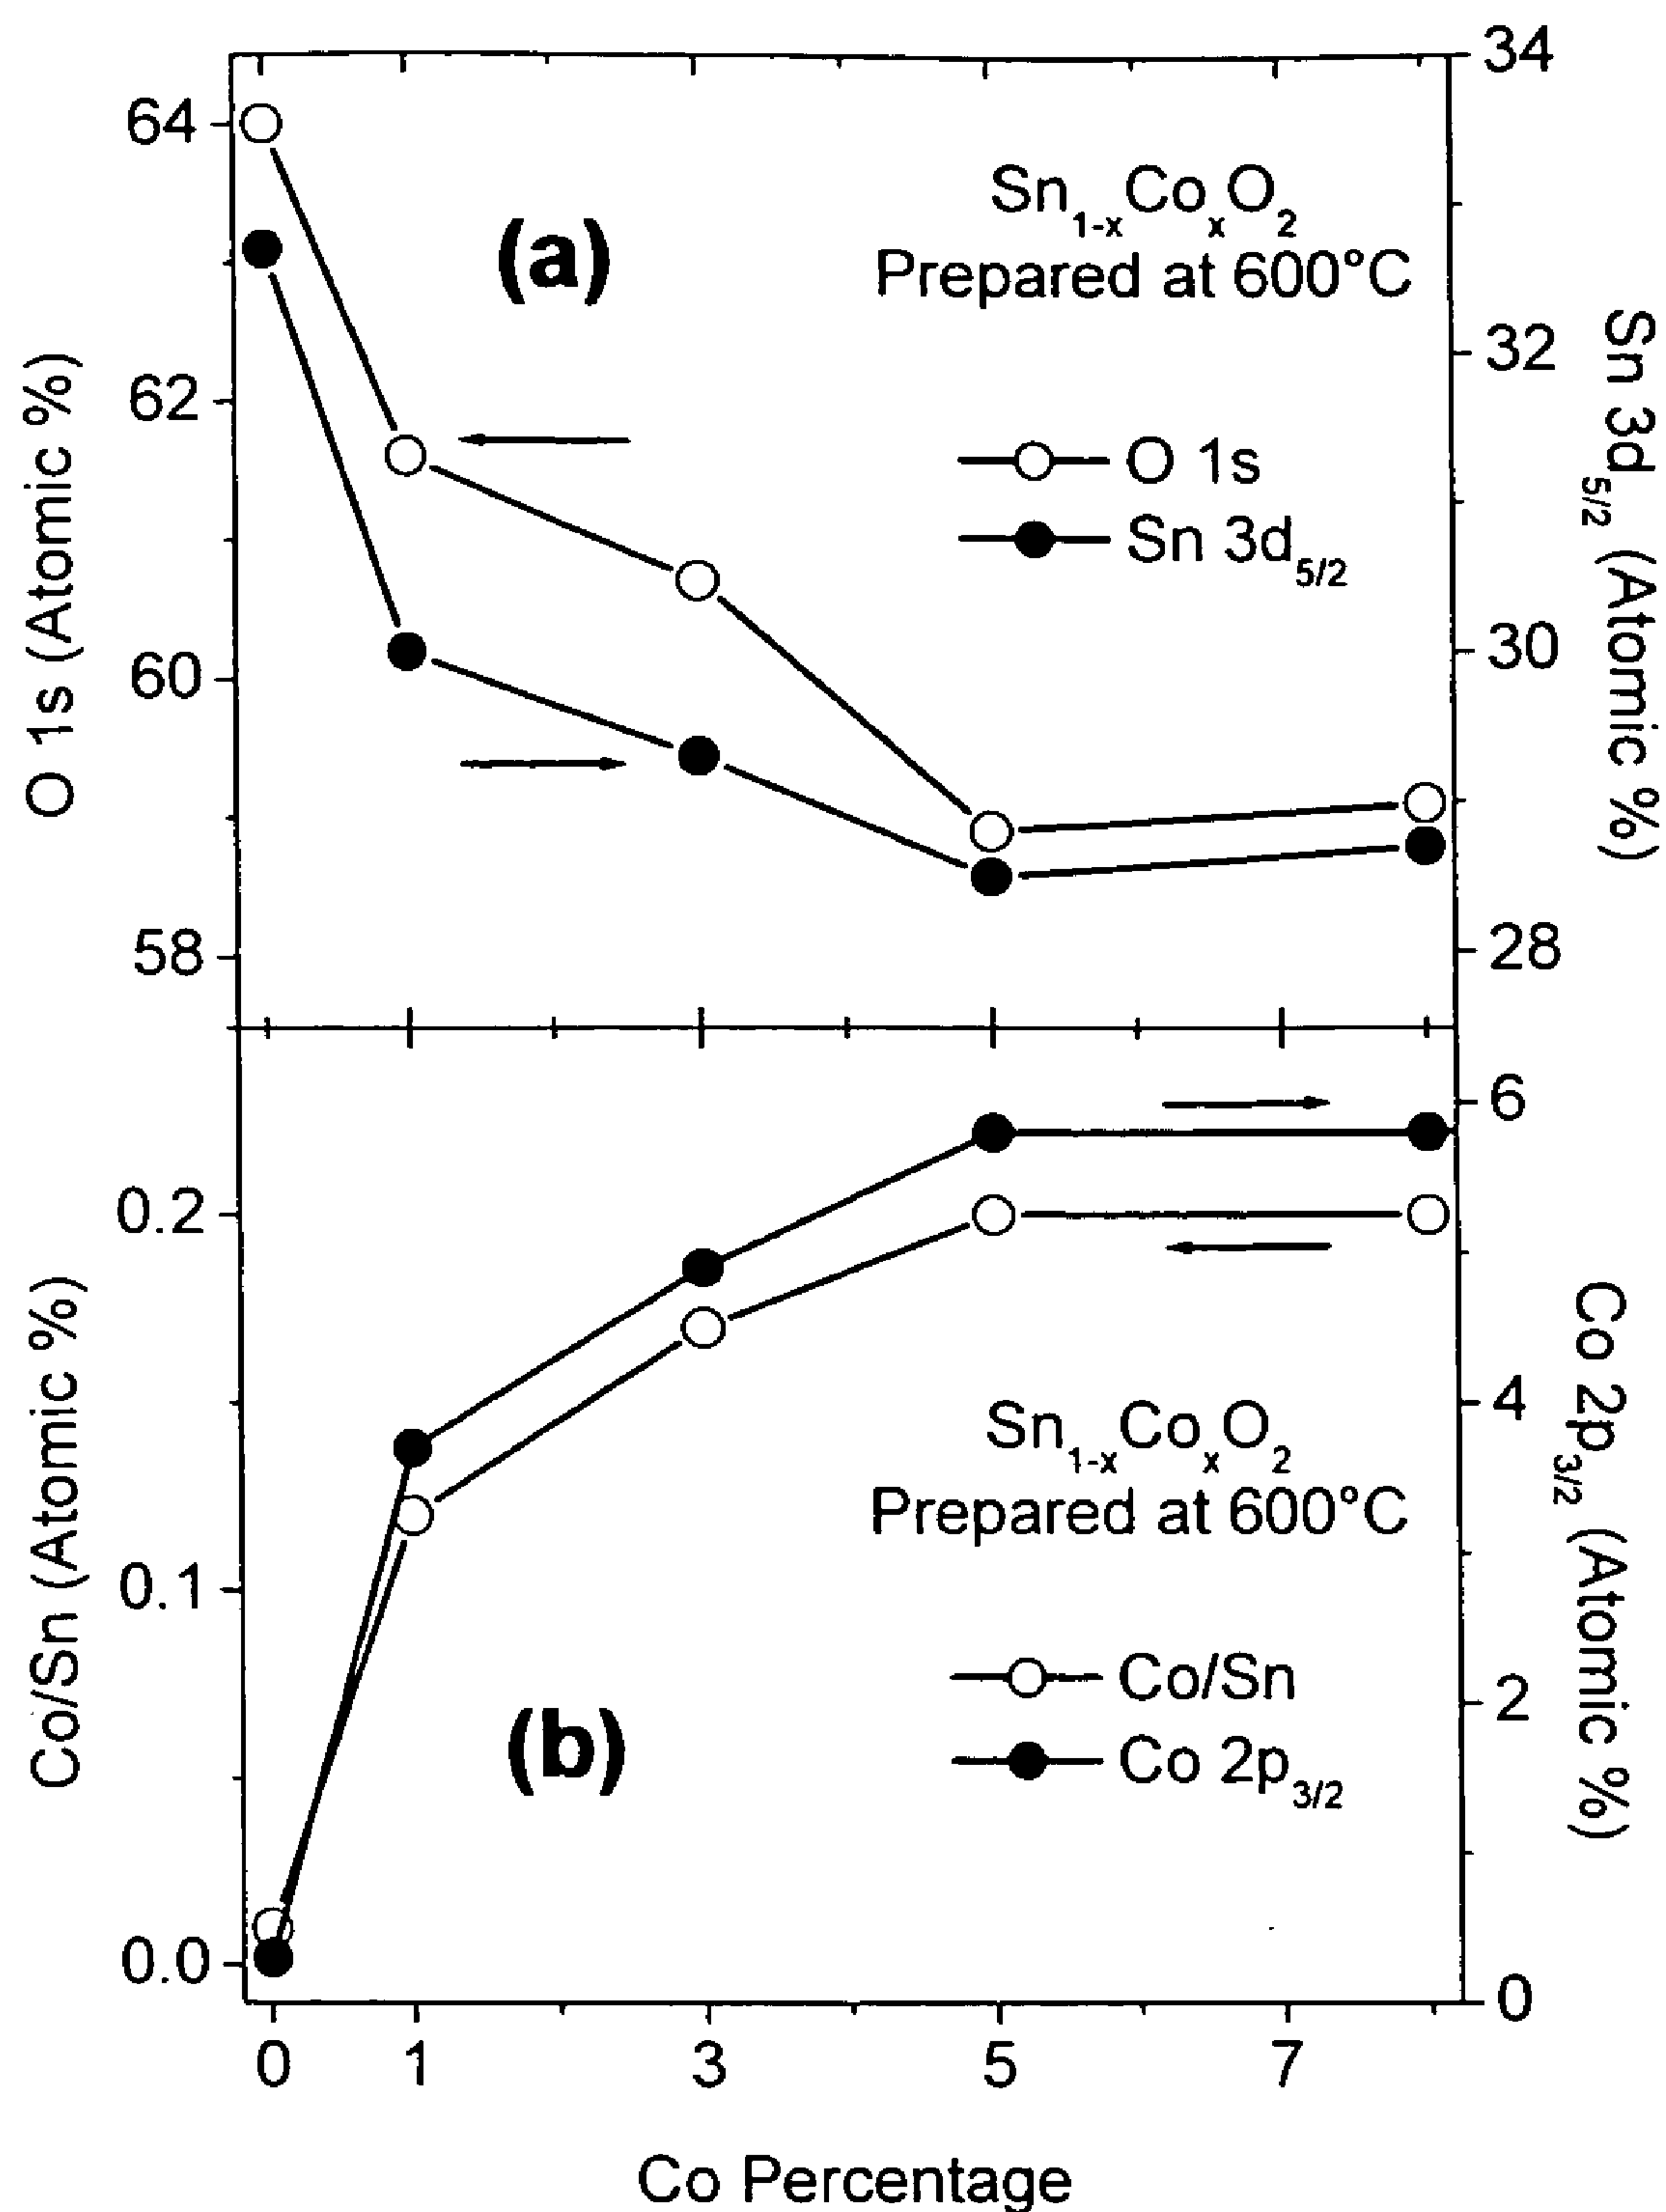 34
64
Sn₁₋ₓCoₓO₂
(a)
Prepared at 600°C
32
62
O 1s (Atomic %)
Sn 3d₅/₂ (Atomic %)
O 1s
Sn 3d₅/₂
60
30
58
28
6
0.2
Co/Sn (Atomic %)
Co 2p₃/₂ (Atomic %)
4
Sn₁₋ₓCoₓO₂
Prepared at 600°C
0.1
Co/Sn
2
(b)
Co 2p₃/₂
0.0
0
0 1 3 5 7
Co Percentage